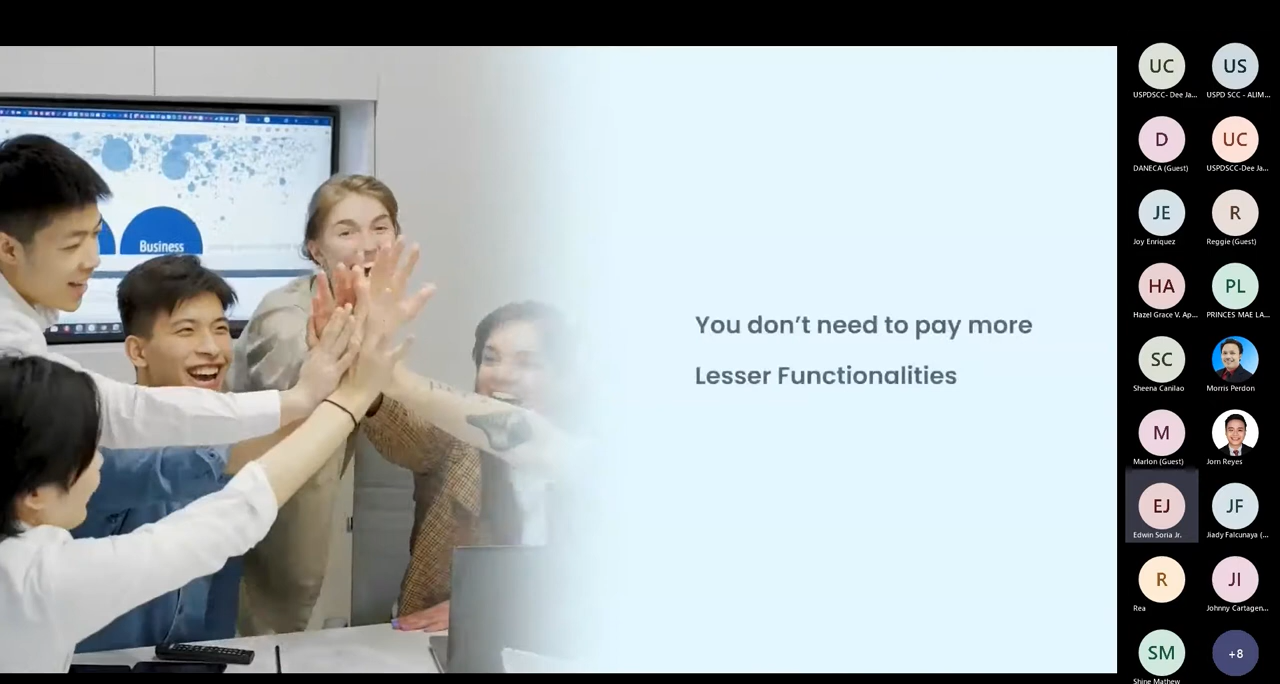 Business
You don’t need to pay more
Lesser Functionalities
UC
USPDSCC- Dee Ja...
US
USPD SCC - ALIM...
D
DANECA (Guest)
UC
USPDSCC-Dee Ja...
JE
Joy Enriquez
R
Reggie (Guest)
HA
Hazel Grace V. Ap...
PL
PRINCES MAE LA...
SC
Sheena Canilao
Morris Perdon
M
Marlon (Guest)
Jorn Reyes
EJ
Edwin Soria Jr.
JF
Jiady Falcunaya (...
R
Rea
JI
Johnny Cartagen...
SM
Shine Mathew
+8